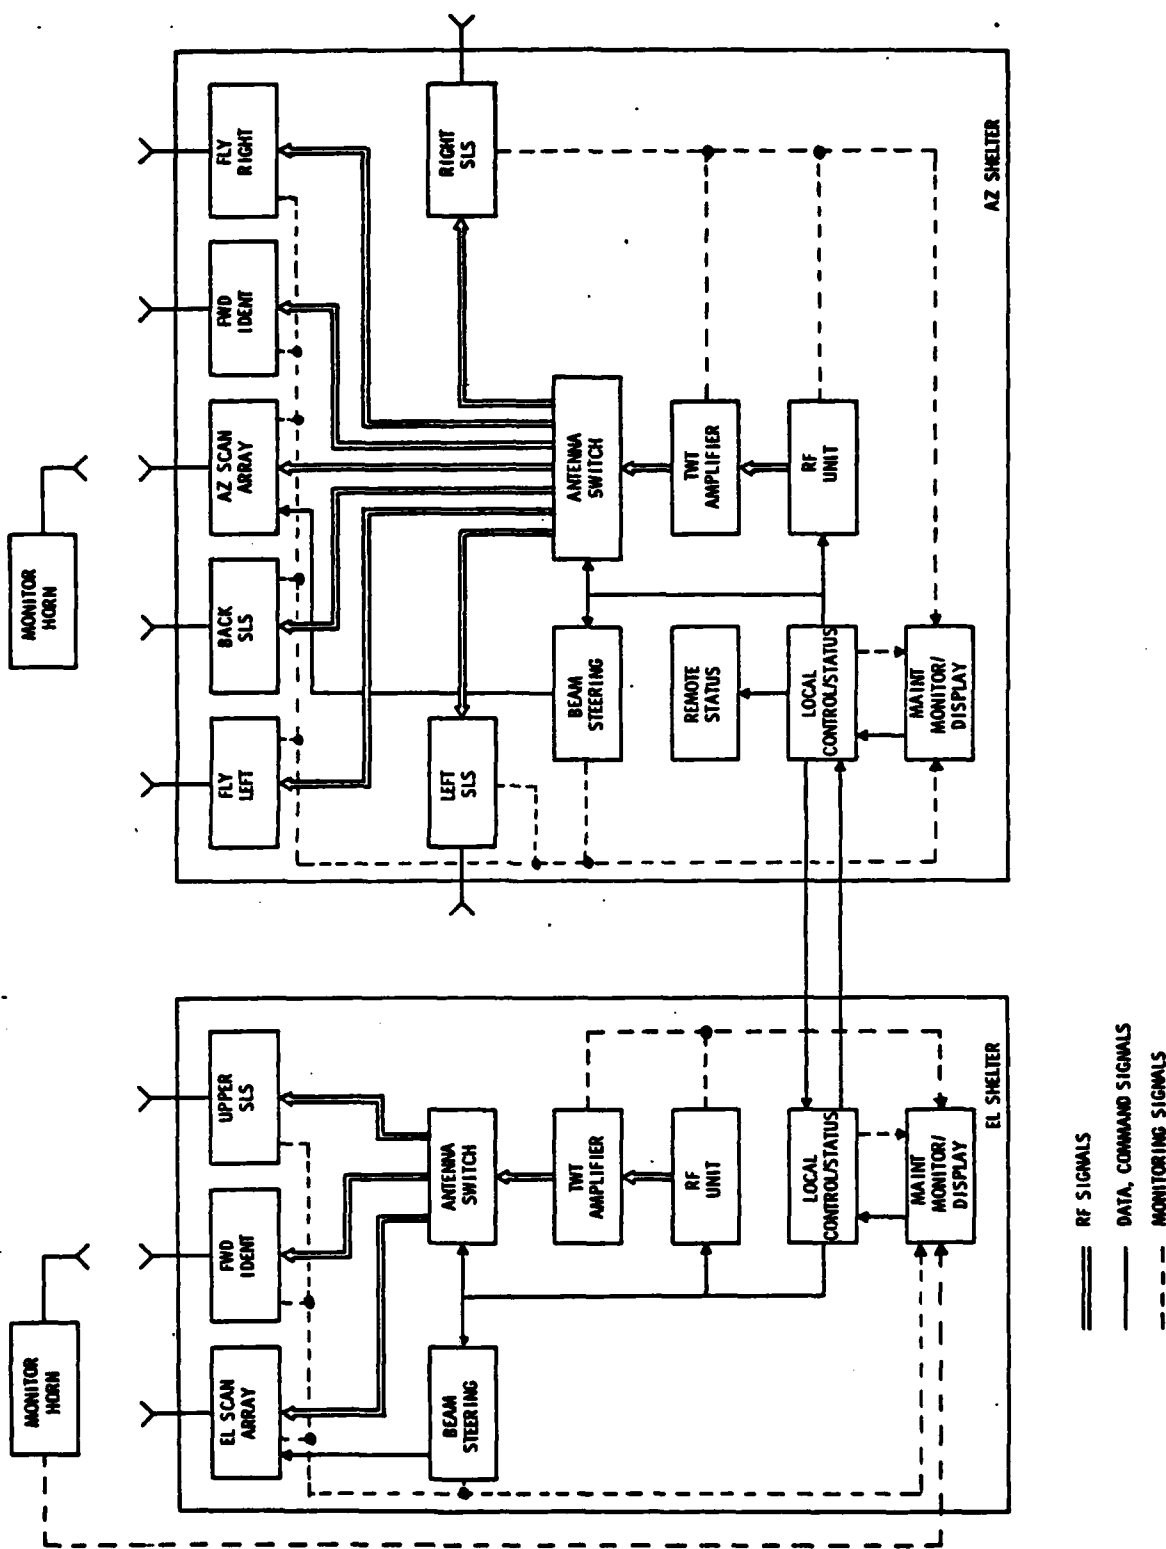 MONITOR
HORN
FLY
LEFT
BACK
SLS
AZ SCAN
ARRAY
FWD
IDENT
FLY
RIGHT
LEFT
SLS
RIGHT
SLS
BEAM
STEERING
ANTENNA
SWITCH
REMOTE
STATUS
TWT
AMPLIFIER
LOCAL
CONTROL/STATUS
RF
UNIT
MAINT
MONITOR/
DISPLAY
AZ SHELTER
MONITOR
HORN
EL SCAN
ARRAY
FWD
IDENT
UPPER
SLS
BEAM
STEERING
ANTENNA
SWITCH
TWT
AMPLIFIER
RF
UNIT
LOCAL
CONTROL/STATUS
MAINT
MONITOR/
DISPLAY
EL SHELTER
RF SIGNALS
DATA, COMMAND SIGNALS
MONITORING SIGNALS